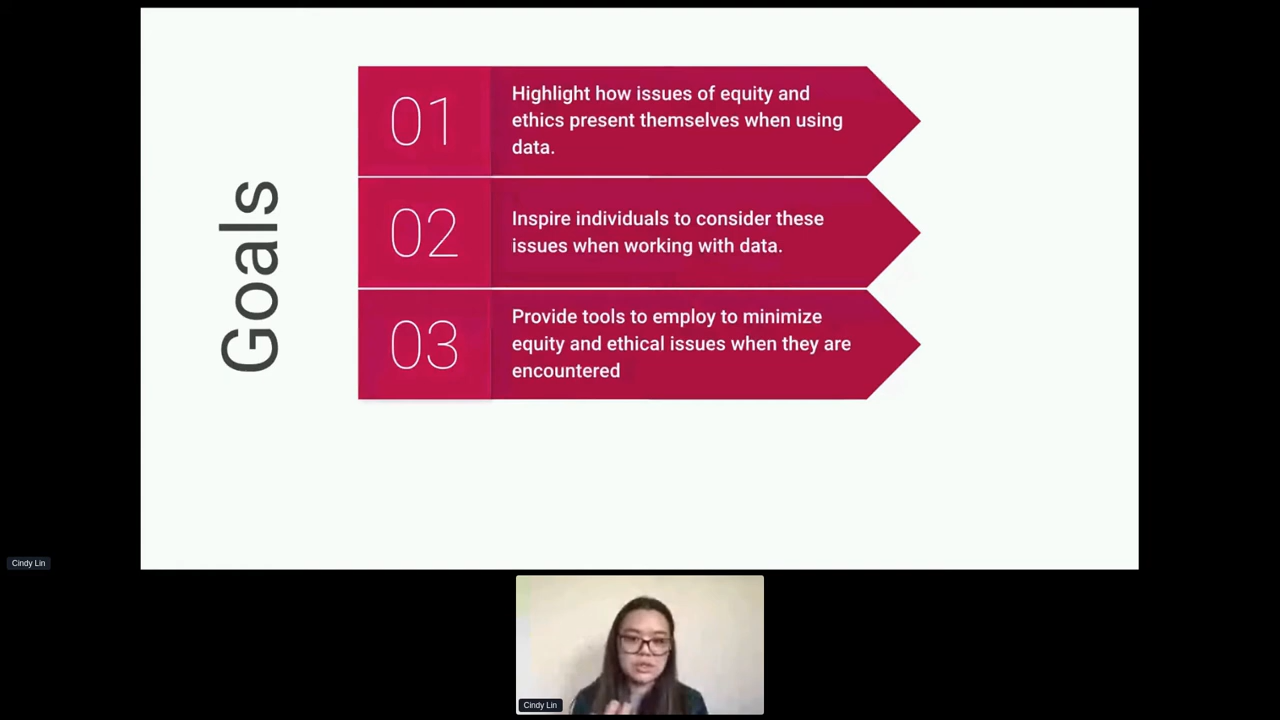 Goals
01
Highlight how issues of equity and
ethics present themselves when using
data.
02
Inspire individuals to consider these
issues when working with data.
03
Provide tools to employ to minimize
equity and ethical issues when they are
encountered
Cindy Lin
Cindy Lin